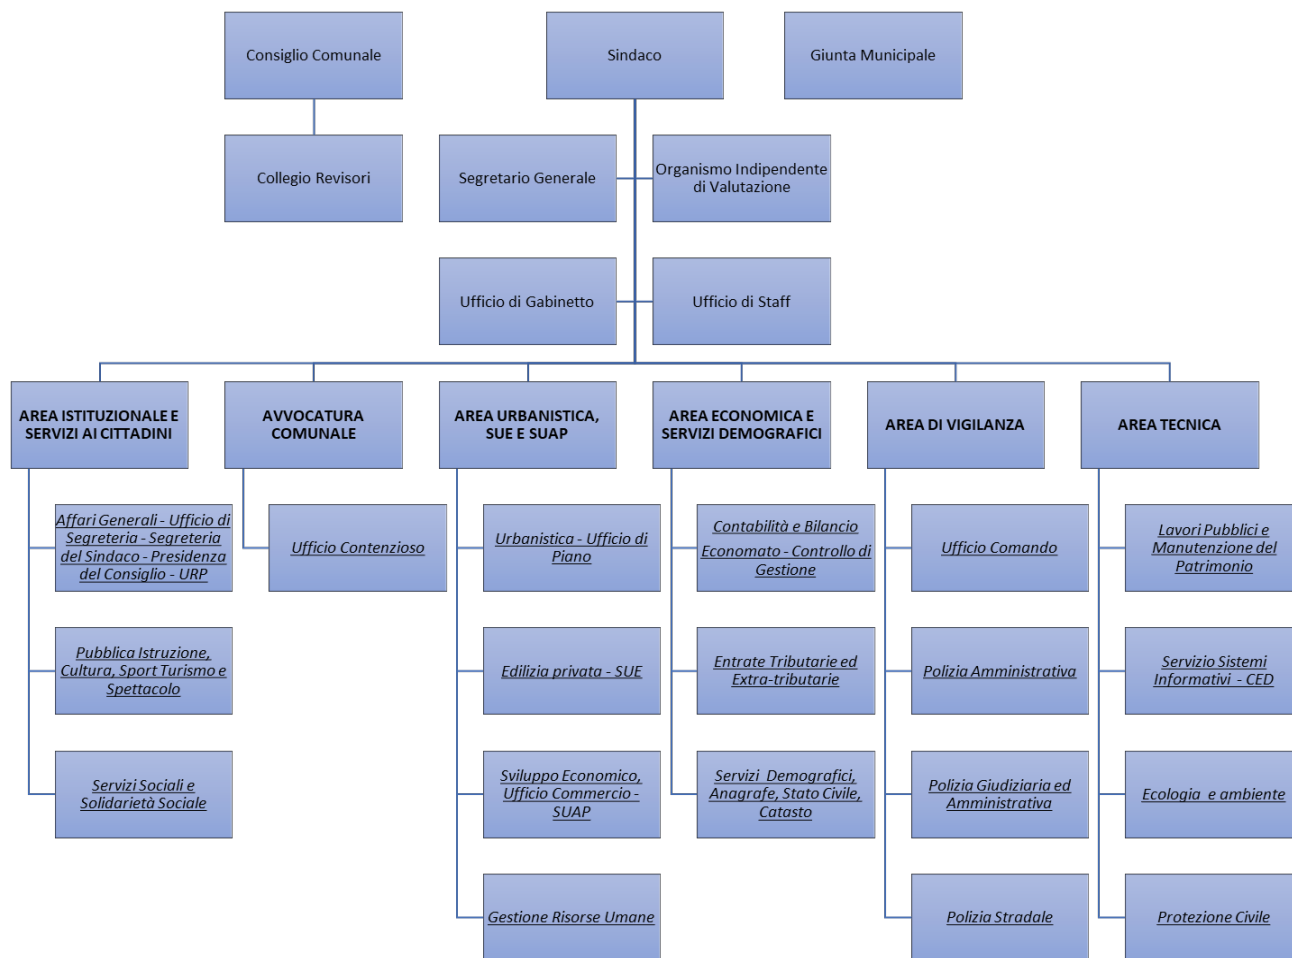 Consiglio Comunale
Sindaco
Giunta Municipale
Collegio Revisori
Segretario Generale
Organismo Indipendente
di Valutazione
Ufficio di Gabinetto
Ufficio di Staff
AREA ISTITUZIONALE E
SERVIZI AI CITTADINI
AVVOCATURA
COMUNALE
AREA URBANISTICA,
SUE E SUAP
AREA ECONOMICA E
SERVIZI DEMOGRAFICI
AREA DI VIGILANZA
AREA TECNICA
Affari Generali - Ufficio di
Segreteria - Segreteria
del Sindaco - Presidenza
del Consiglio - URP
Pubblica Istruzione,
Cultura, Sport Turismo e
Spettacolo
Servizi Sociali e
Solidarietà Sociale
Ufficio Contenzioso
Urbanistica - Ufficio di
Piano
Edilizia privata - SUE
Sviluppo Economico,
Ufficio Commercio -
SUAP
Gestione Risorse Umane
Contabilità e Bilancio
Economato - Controllo di
Gestione
Entrate Tributarie ed
Extra-tributarie
Servizi Demografici,
Anagrafe, Stato Civile,
Catasto
Ufficio Comando
Polizia Amministrativa
Polizia Giudiziaria ed
Amministrativa
Polizia Stradale
Lavori Pubblici e
Manutenzione del
Patrimonio
Servizio Sistemi
Informativi - CED
Ecologia e ambiente
Protezione Civile